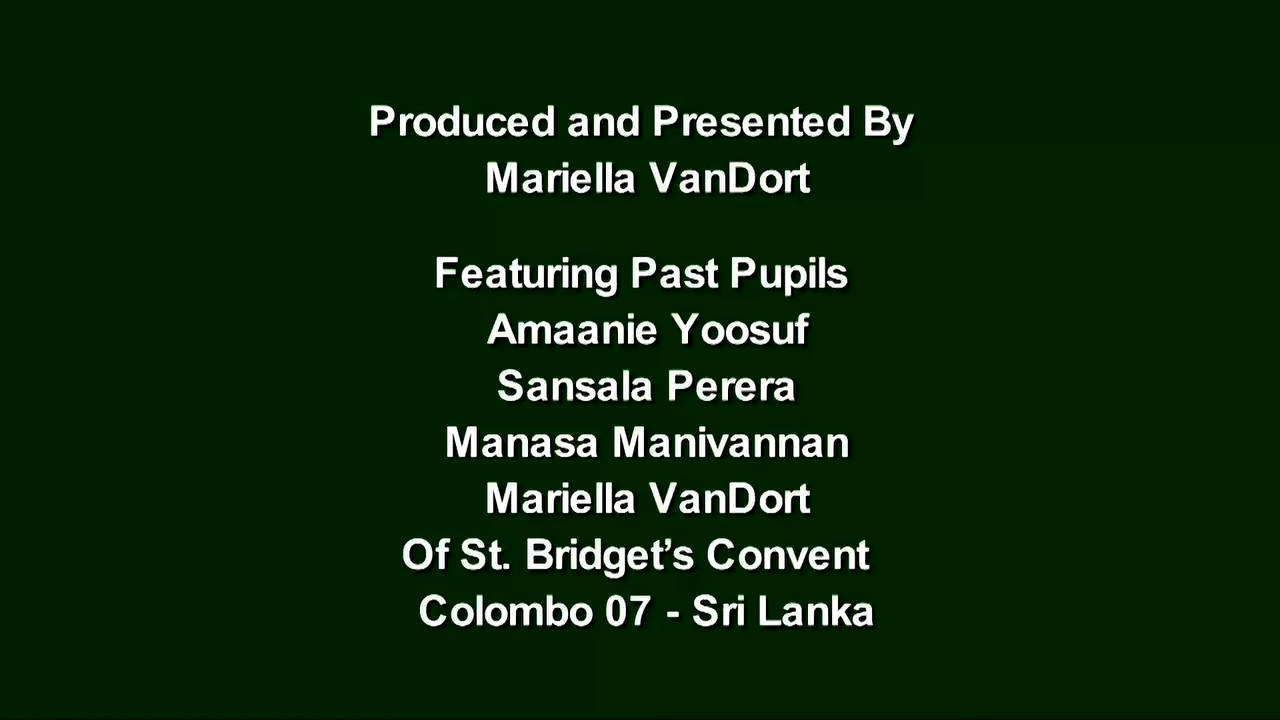 Produced and Presented By
Mariella VanDort
Featuring Past Pupils
Amaanie Yoosuf
Sansala Perera
Manasa Manivannan
Mariella VanDort
Of St. Bridget’s Convent
Colombo 07 - Sri Lanka